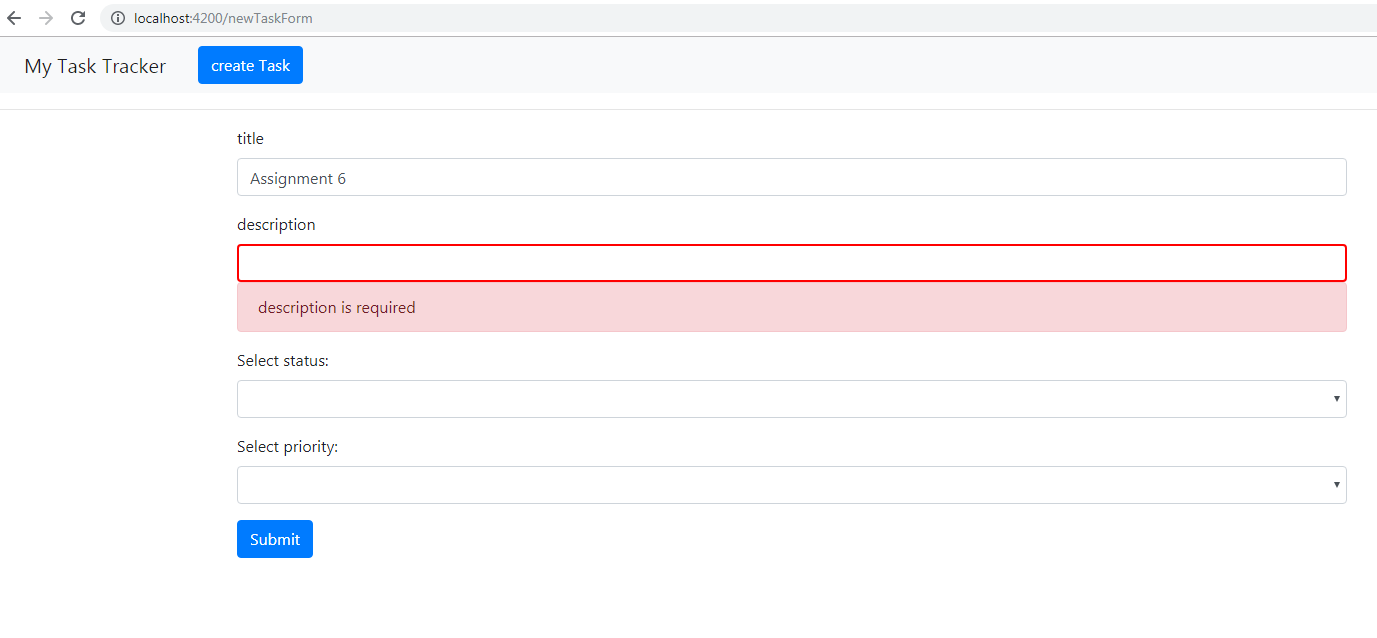 localhost:4200/newTaskForm
My Task Tracker create Task
title
Assignment 6
description
description is required
Select status:
Select priority:
Submit